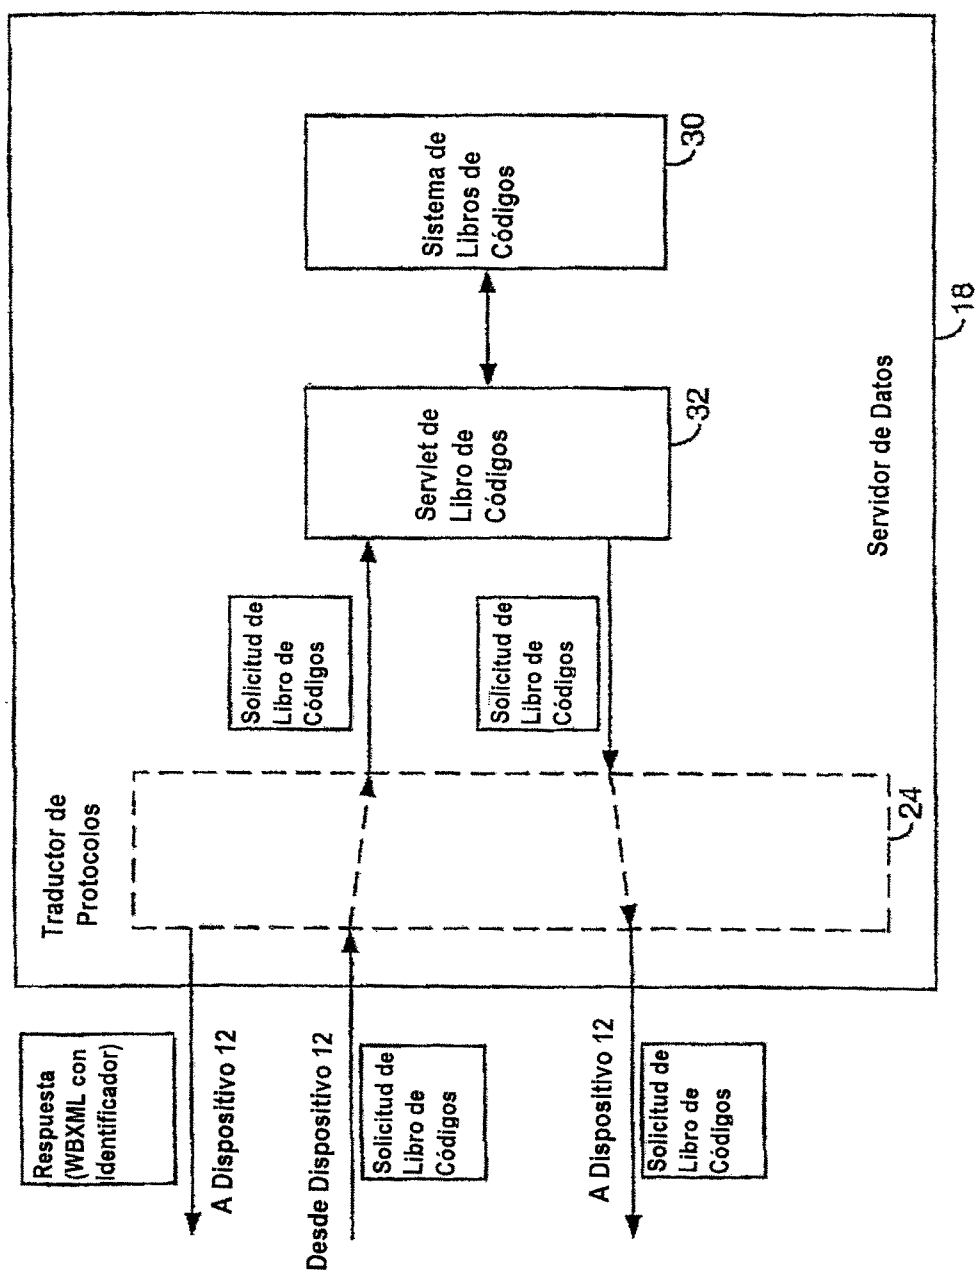 Respuesta
(WBXML con
Identificador)
A Dispositivo 12
Desde Dispositivo 12
Solicitud de
Libro de
Códigos
A Dispositivo 12
Solicitud de
Libro de
Códigos
Traductor de
Protocolos
24
Solicitud de
Libro de
Códigos
Solicitud de
Libro de
Códigos
Servlet de
Libro de
Códigos
32
Sistema de
Libros de
Códigos
30
Servidor de Datos
18